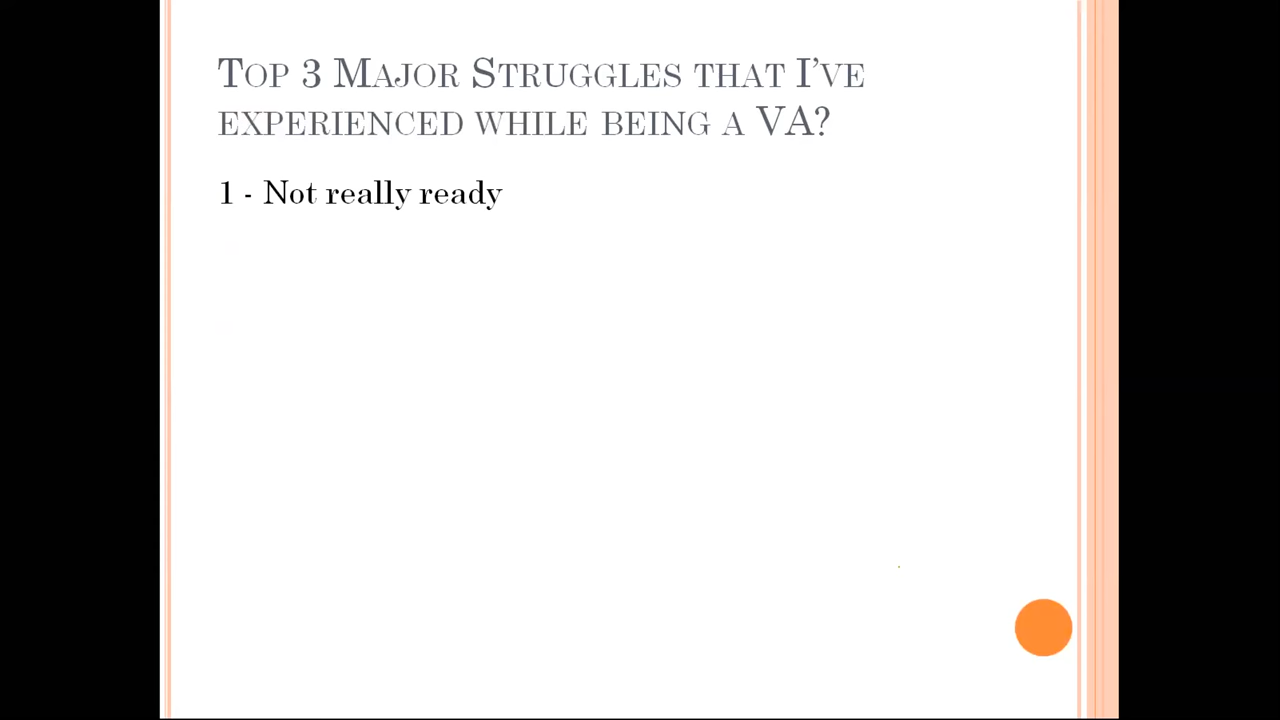 Top 3 Major Struggles that I’ve
experienced while being a VA?
1 - Not really ready